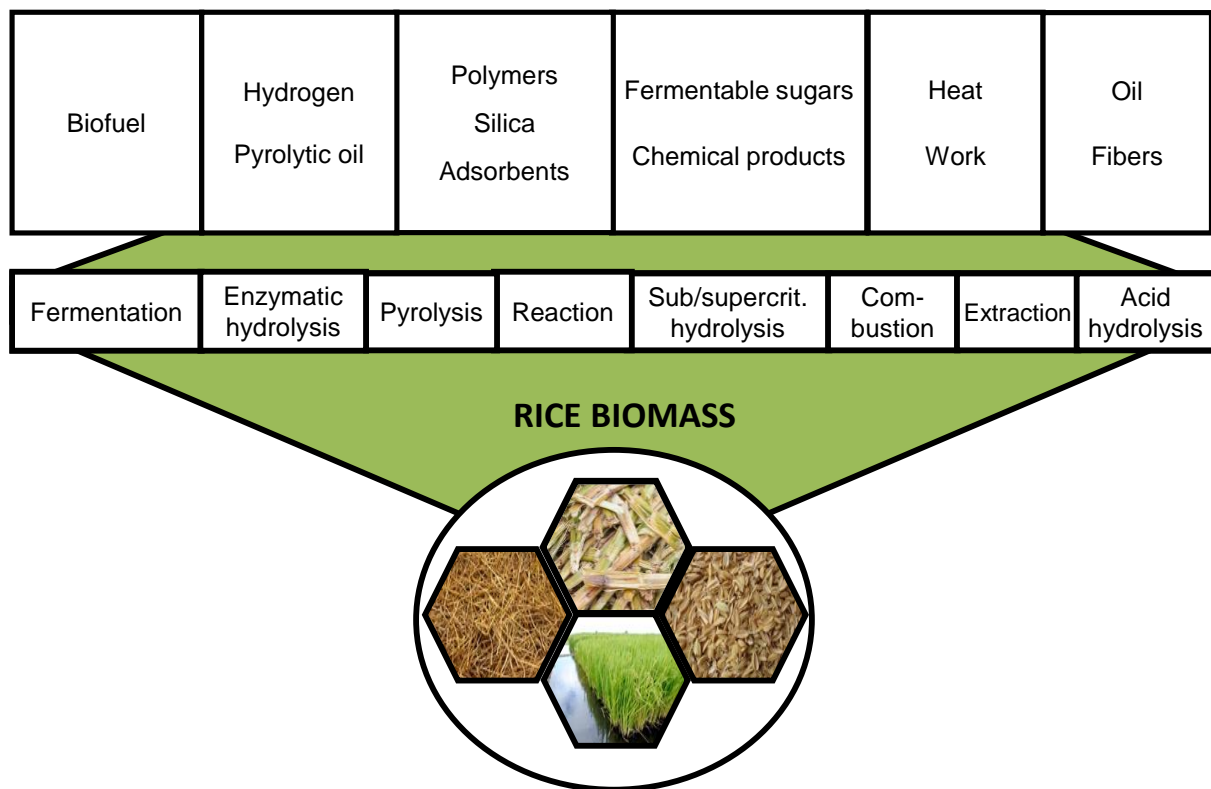 Biofuel
Hydrogen
Pyrolytic oil
Polymers
Silica
Adsorbents
Fermentable sugars
Chemical products
Heat
Work
Oil
Fibers
Fermentation
Enzymatic
hydrolysis
Pyrolysis
Reaction
Sub/supercrit.
hydrolysis
Com-
bustion
Extraction
Acid
hydrolysis
RICE BIOMASS